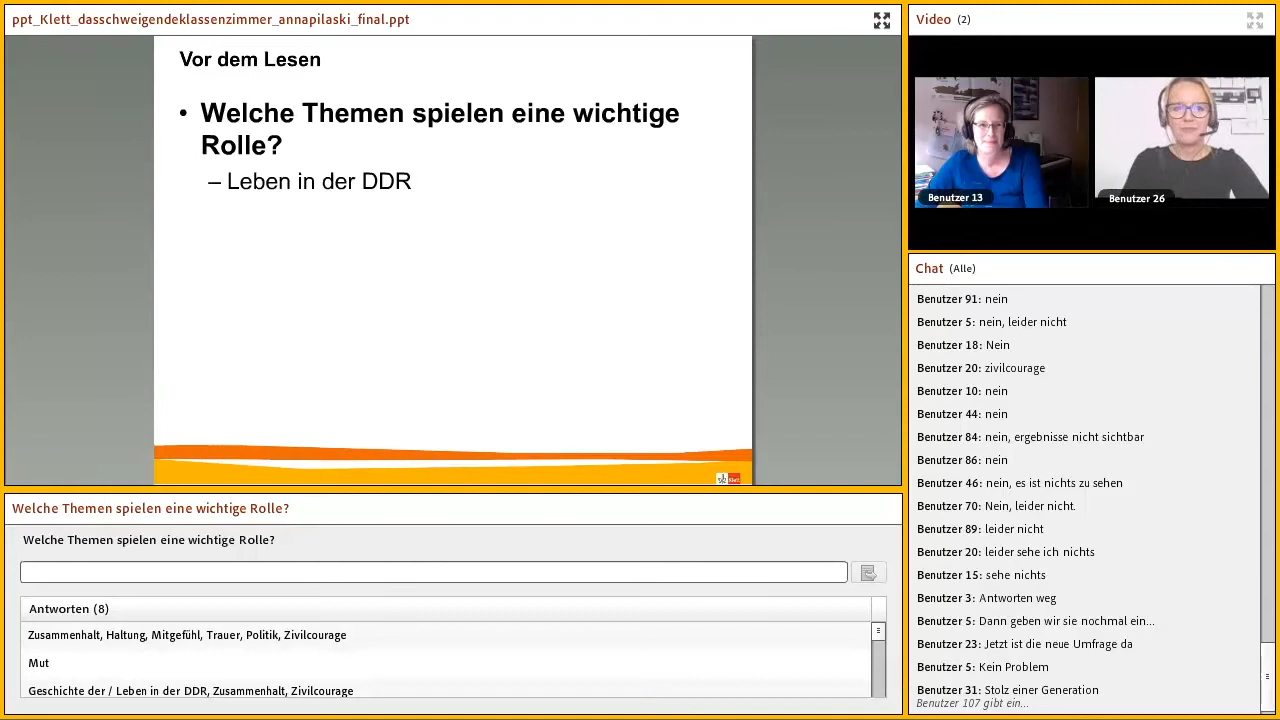 ppt_Klett_dasschweigendeklassenzimmer_annapilaski_final.ppt
Vor dem Lesen
• Welche Themen spielen eine wichtige
Rolle?
– Leben in der DDR
Klett
Welche Themen spielen eine wichtige Rolle?
Welche Themen spielen eine wichtige Rolle?
Antworten (8)
Zusammenhalt, Haltung, Mitgefühl, Trauer, Politik, Zivilcourage
Mut
Geschichte der / Leben in der DDR, Zusammenhalt, Zivilcourage
Video (2)
Benutzer 13
Benutzer 26
Chat (Alle)
Benutzer 91: nein
Benutzer 5: nein, leider nicht
Benutzer 18: Nein
Benutzer 20: zivilcourage
Benutzer 10: nein
Benutzer 44: nein
Benutzer 84: nein, ergebnisse nicht sichtbar
Benutzer 86: nein
Benutzer 46: nein, es ist nichts zu sehen
Benutzer 70: Nein, leider nicht.
Benutzer 89: leider nicht
Benutzer 20: leider sehe ich nichts
Benutzer 15: sehe nichts
Benutzer 3: Antworten weg
Benutzer 5: Dann geben wir sie nochmal ein...
Benutzer 23: Jetzt ist die neue Umfrage da
Benutzer 5: Kein Problem
Benutzer 31: Stolz einer Generation
Benutzer 107 gibt ein...